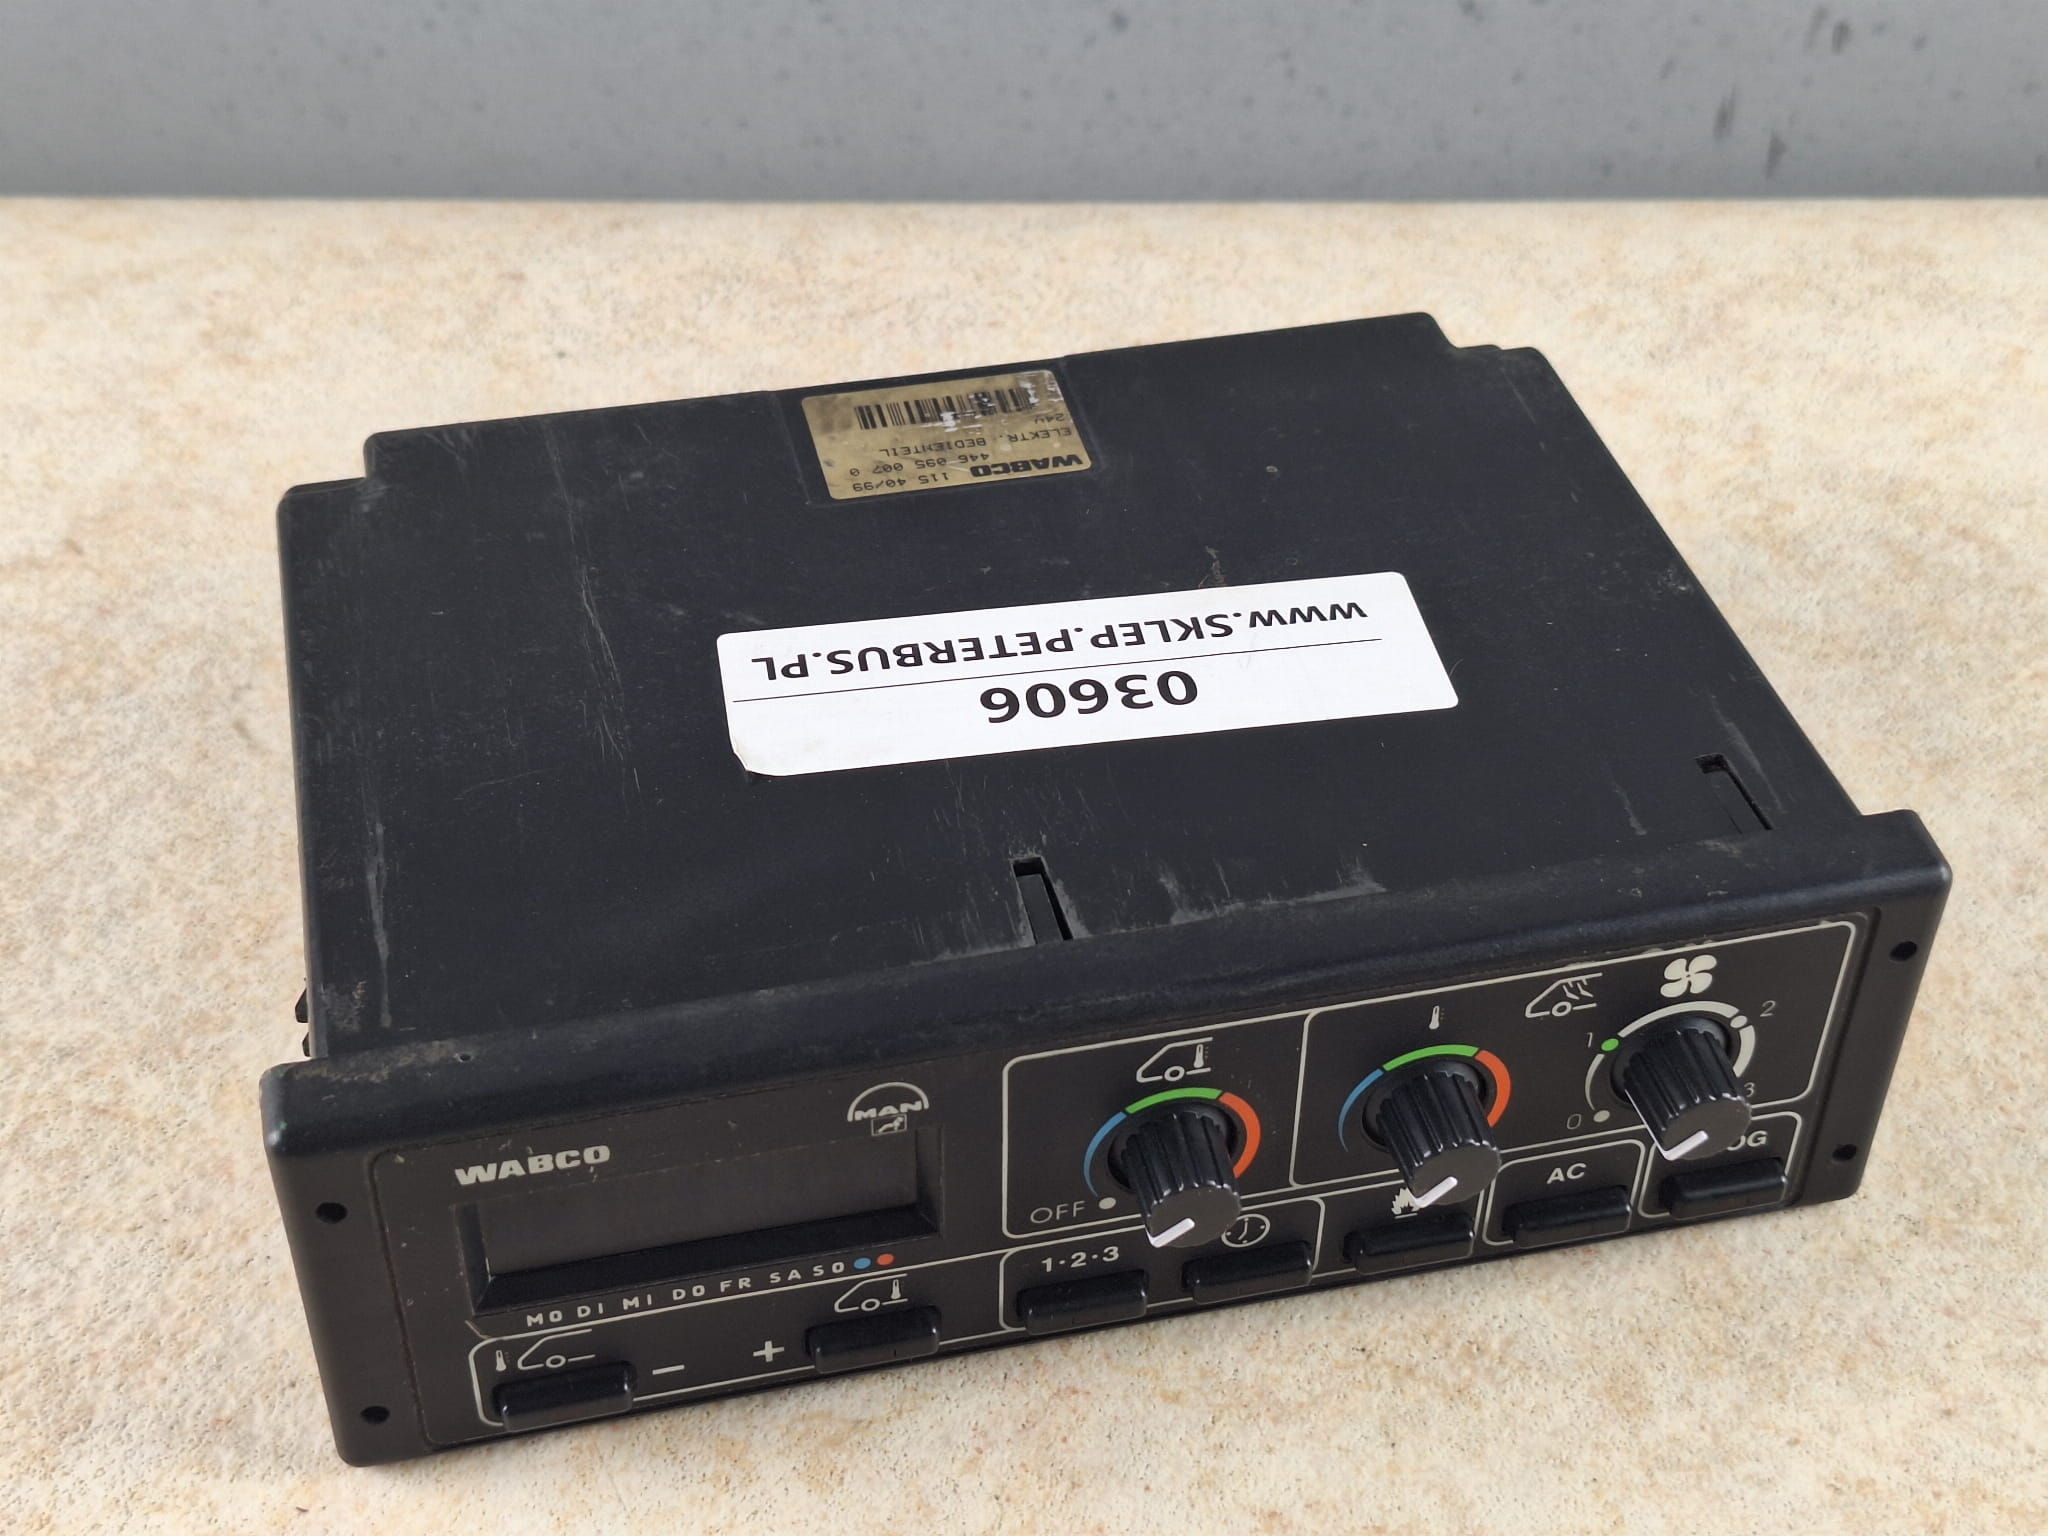 WABCO 115 40/99
446 095 007 0
ELEKTR. BEDIENTEIL
24V
03606
www.SKLEP.PETERBUS.PL
WABCO
MAN
MO DI MI DO FR SA SO
- +
OFF
1·2·3
0 1 2 3
AC